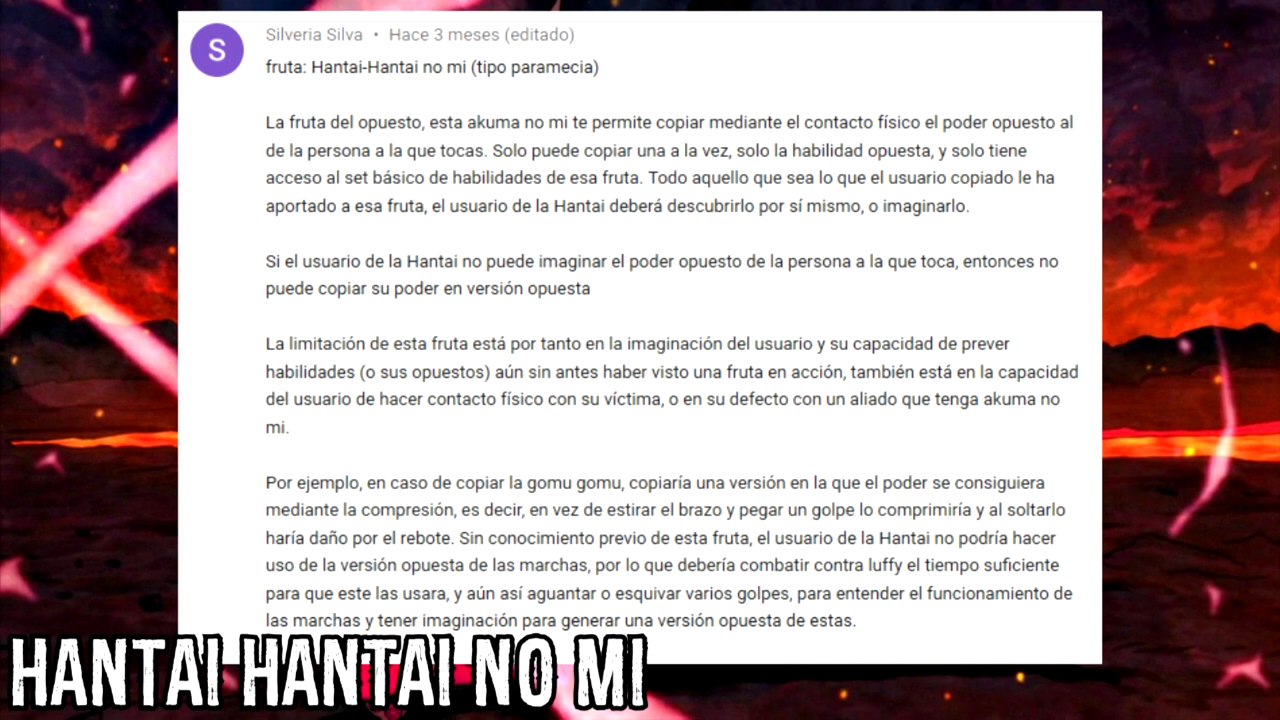 S
Silveria Silva • Hace 3 meses (editado)
fruta: Hantai-Hantai no mi (tipo paramecia)
La fruta del opuesto, esta akuma no mi te permite copiar mediante el contacto físico el poder opuesto al
de la persona a la que tocas. Solo puede copiar una a la vez, solo la habilidad opuesta, y solo tiene
acceso al set básico de habilidades de esa fruta. Todo aquello que sea lo que el usuario copiado le ha
aportado a esa fruta, el usuario de la Hantai deberá descubrirlo por sí mismo, o imaginarlo.
Si el usuario de la Hantai no puede imaginar el poder opuesto de la persona a la que toca, entonces no
puede copiar su poder en versión opuesta
La limitación de esta fruta está por tanto en la imaginación del usuario y su capacidad de prever
habilidades (o sus opuestos) aún sin antes haber visto una fruta en acción, también está en la capacidad
del usuario de hacer contacto físico con su víctima, o en su defecto con un aliado que tenga akuma no
mi.
Por ejemplo, en caso de copiar la gomu gomu, copiaría una versión en la que el poder se consiguiera
mediante la compresión, es decir, en vez de estirar el brazo y pegar un golpe lo comprimiría y al soltarlo
haría daño por el rebote. Sin conocimiento previo de esta fruta, el usuario de la Hantai no podría hacer
uso de la versión opuesta de las marchas, por lo que debería combatir contra luffy el tiempo suficiente
para que este las usara, y aún así aguantar o esquivar varios golpes, para entender el funcionamiento de
las marchas y tener imaginación para generar una versión opuesta de estas.
HANTAI HANTAI NO MI